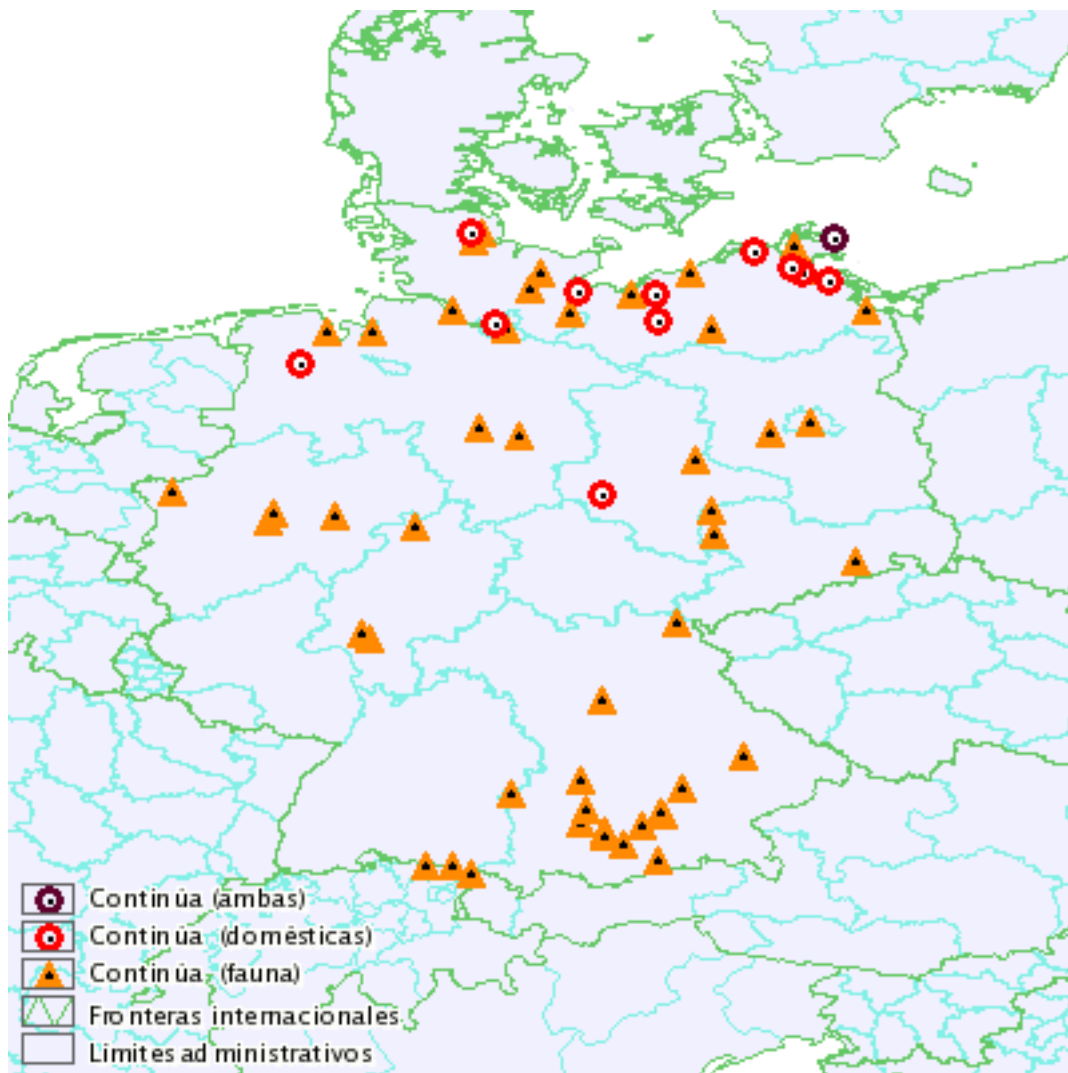 Continúa (ambas)
Continúa (domésticas)
Continúa (fauna)
Fronteras internacionales
Límites administrativos